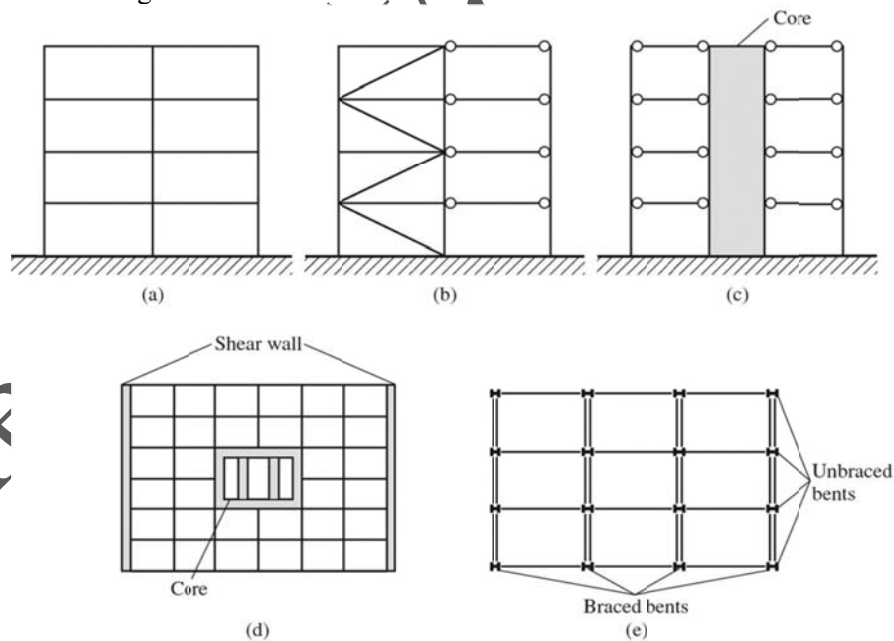 Core
(a)
(b)
(c)
Shear wall
Core
(d)
Unbraced
bents
Braced bents
(e)